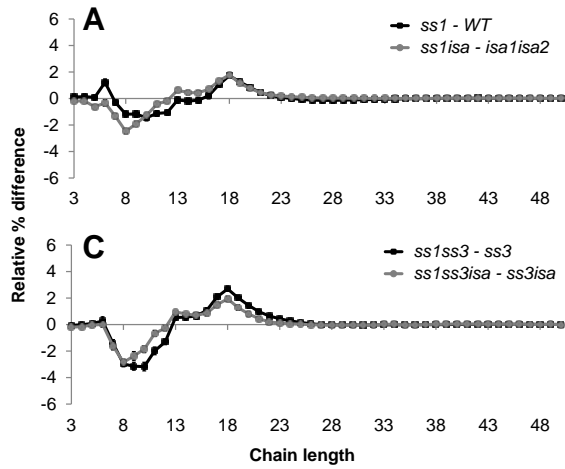 A
ss1 - WT
ss1isa - isa1isa2
6
4
2
0
-2
-4
-6
3 8 13 18 23 28 33 38 43 48
Relative % difference
C
ss1ss3 - ss3
ss1ss3isa - ss3isa
6
4
2
0
-2
-4
-6
3 8 13 18 23 28 33 38 43 48
Chain length